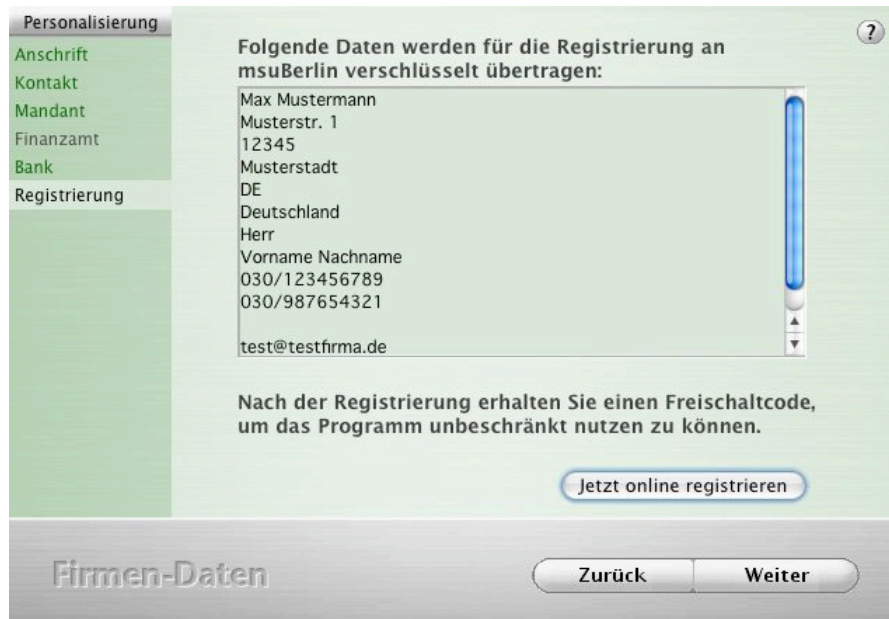 Personalisierung
Anschrift
Kontakt
Mandant
Finanzamt
Bank
Registrierung
?
Folgende Daten werden für die Registrierung an
msuBerlin verschlüsselt übertragen:
Max Mustermann
Musterstr. 1
12345
Musterstadt
DE
Deutschland
Herr
Vorname Nachname
030/123456789
030/987654321
test@testfirma.de
Nach der Registrierung erhalten Sie einen Freischaltcode,
um das Programm unbeschränkt nutzen zu können.
Jetzt online registrieren
Firmen-Daten
Zurück
Weiter